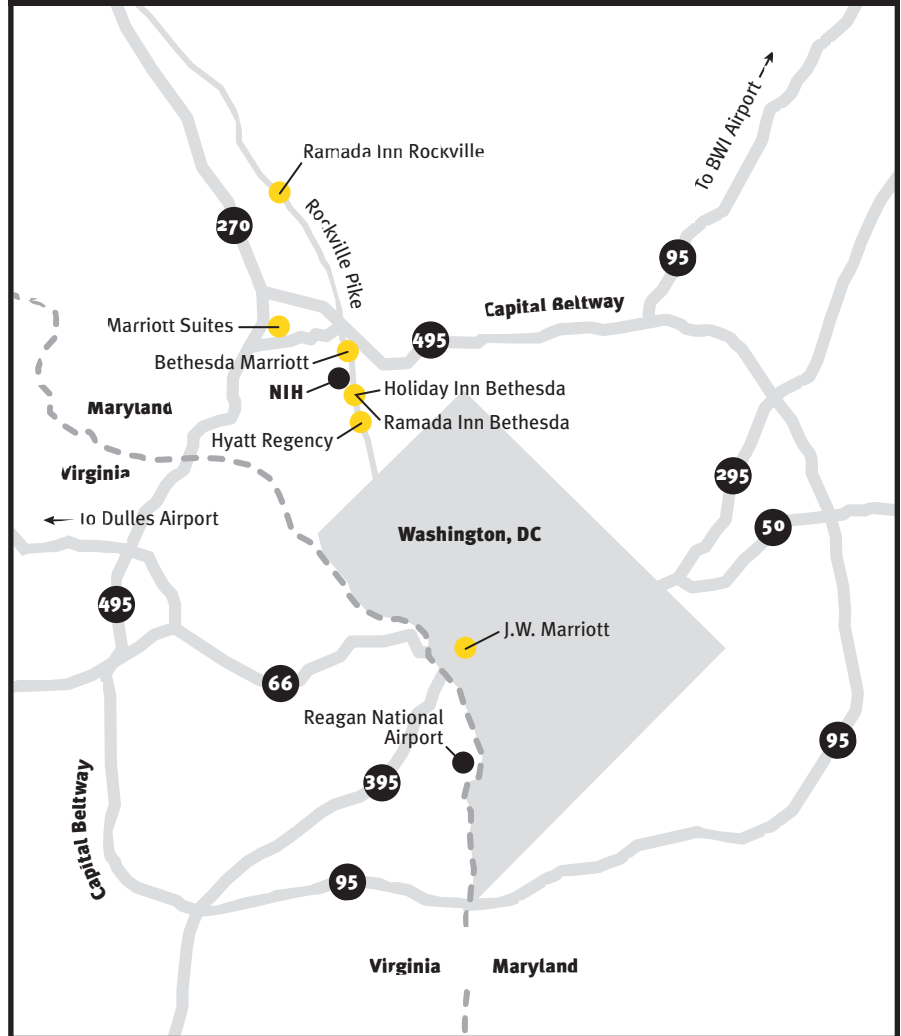 To BWI Airport
Ramada Inn Rockville
270
Rockville Pike
95
Capital Beltway
Marriott Suites
495
Bethesda Marriott
NIH
Holiday Inn Bethesda
Maryland
Ramada Inn Bethesda
Hyatt Regency
Virginia
295
To Dulles Airport
50
Washington, DC
495
J.W. Marriott
66
Reagan National
Airport
95
395
Capital Beltway
95
Virginia
Maryland